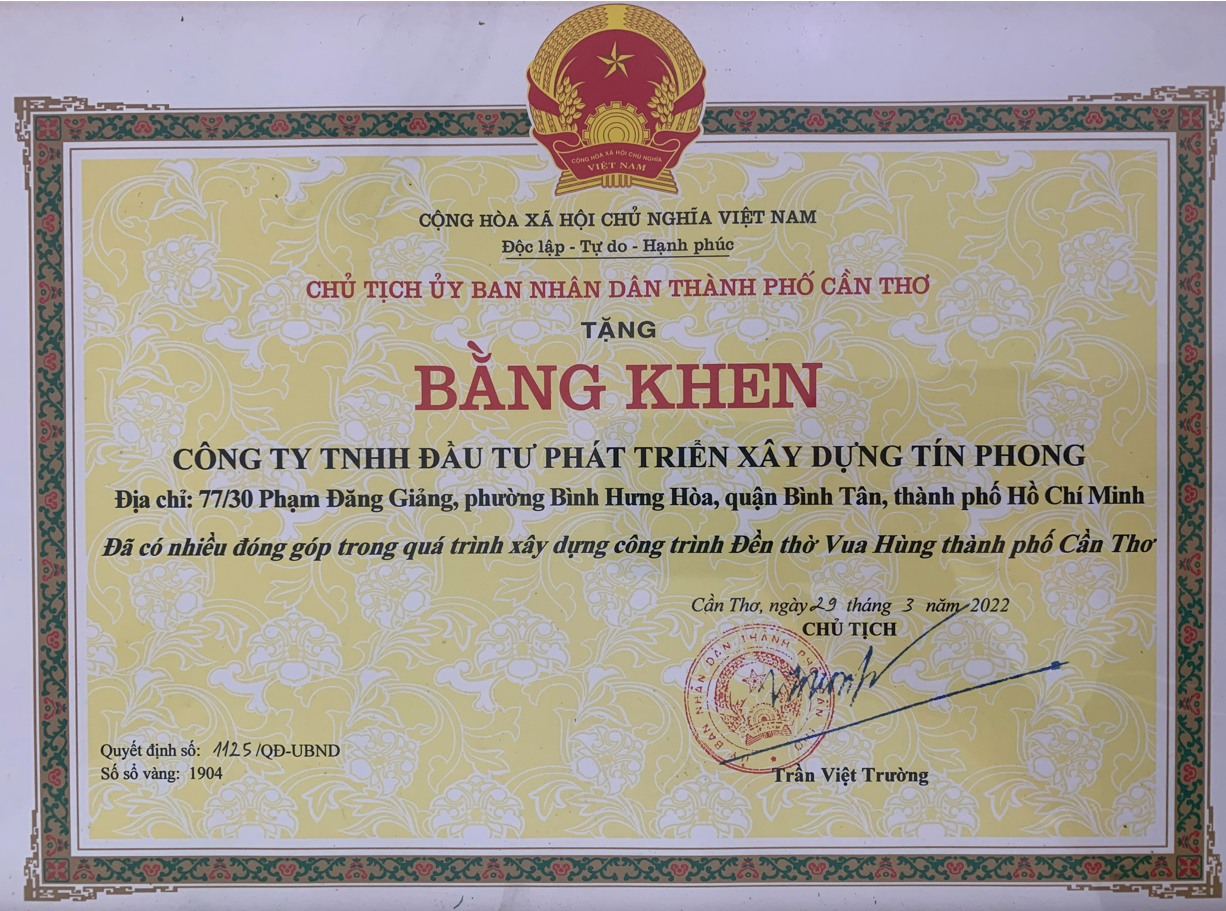 CỘNG HÒA XÃ HỘI CHỦ NGHĨA
VIỆT NAM
CỘNG HÒA XÃ HỘI CHỦ NGHĨA VIỆT NAM
Độc lập - Tự do - Hạnh phúc
CHỦ TỊCH ỦY BAN NHÂN DÂN THÀNH PHỐ CẦN THƠ
TẶNG
BẰNG KHEN
CÔNG TY TNHH ĐẦU TƯ PHÁT TRIỂN XÂY DỰNG TÍN PHONG
Địa chỉ: 77/30 Phạm Đăng Giảng, phường Bình Hưng Hòa, quận Bình Tân, thành phố Hồ Chí Minh
Đã có nhiều đóng góp trong quá trình xây dựng công trình Đền thờ Vua Hùng thành phố Cần Thơ
Cần Thơ, ngày 29 tháng 3 năm 2022
CHỦ TỊCH
BAN NHÂN DÂN THÀNH PH
Quyết định số: 1125/QĐ-UBND
Số sổ vàng: 1904
Trần Việt Trường